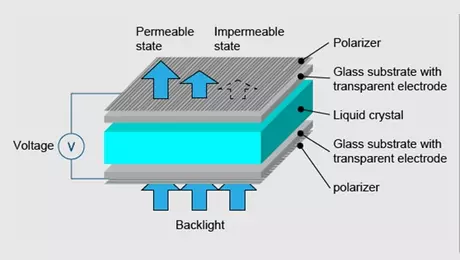 Permeable
state
Impermeable
state
Polarizer
Glass substrate with
transparent electrode
Liquid crystal
Voltage
V
Glass substrate with
transparent electrode
polarizer
Backlight